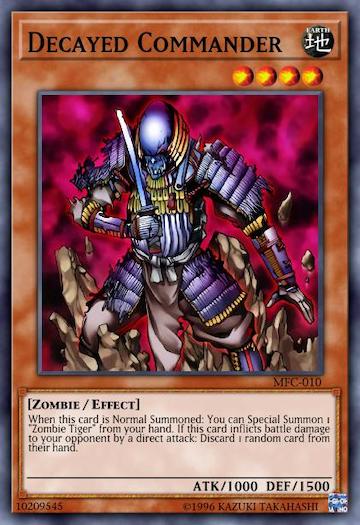 DECAYED COMMANDER
EARTH
地
MFC-010
[ZOMBIE / EFFECT]
When this card is Normal Summoned: You can Special Summon 1
"Zombie Tiger" from your hand. If this card inflicts battle damage
to your opponent by a direct attack: Discard 1 random card from
their hand.
ATK/1000 DEF/1500
10209545
©1996 KAZUKI TAKAHASHI